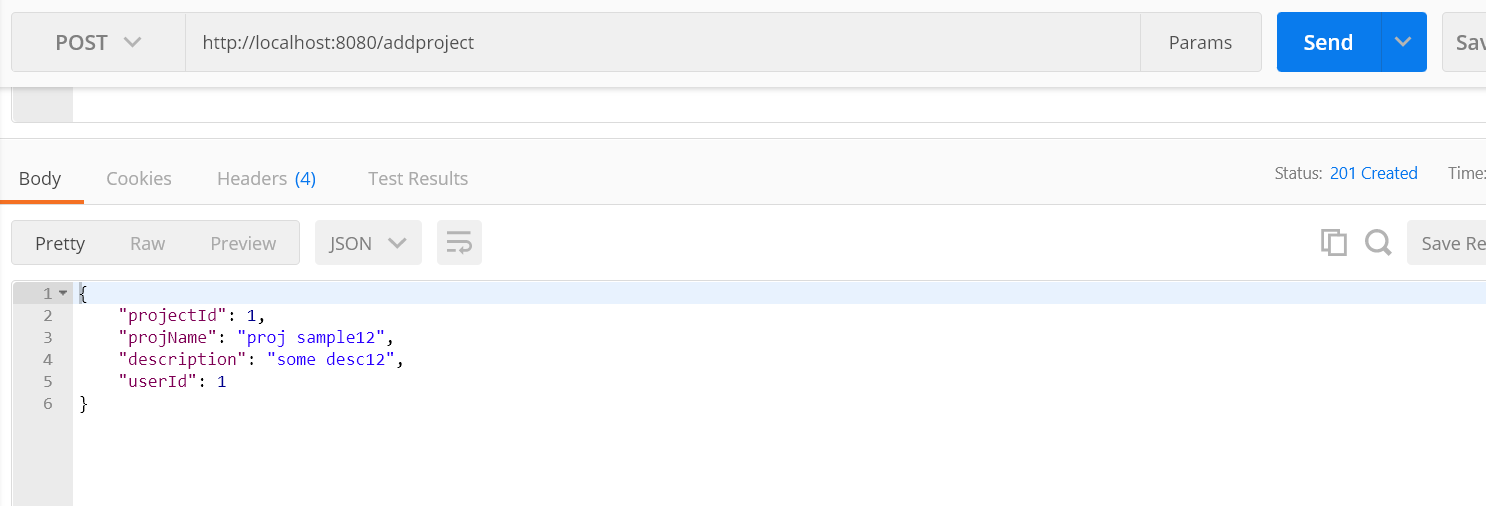 POST http://localhost:8080/addproject Params Send Sav
Body Cookies Headers (4) Test Results Status: 201 Created Time:
Pretty Raw Preview JSON Save Re
1 {
2 "projectId": 1,
3 "projName": "proj sample12",
4 "description": "some desc12",
5 "userId": 1
6 }